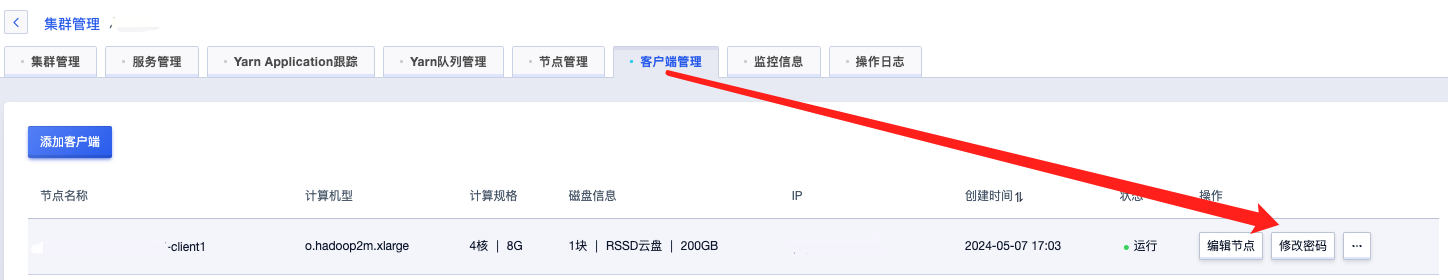 集群管理
集群管理 服务管理 Yarn Application跟踪 Yarn队列管理 节点管理 客户端管理 监控信息 操作日志
添加客户端
节点名称 计算机型 计算规格 磁盘信息 IP 创建时间 状态 操作
-client1 o.hadoop2m.xlarge 4核 | 8G 1块 | RSSD云盘 | 200GB 2024-05-07 17:03 运行 编辑节点 修改密码 ...